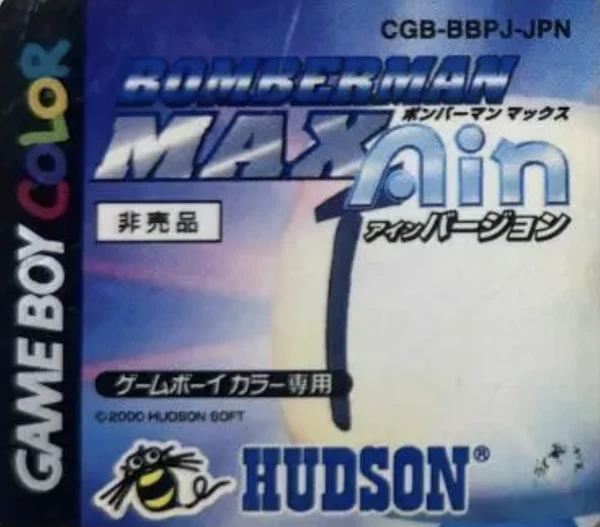 CGB-BBPJ-JPN
BOMBERMAN
ボンバーマン マックス
MAX Ain
アインバージョン
非売品
ゲームボーイカラー専用
©2000 HUDSON SOFT
HUDSON®
GAME BOY COLOR